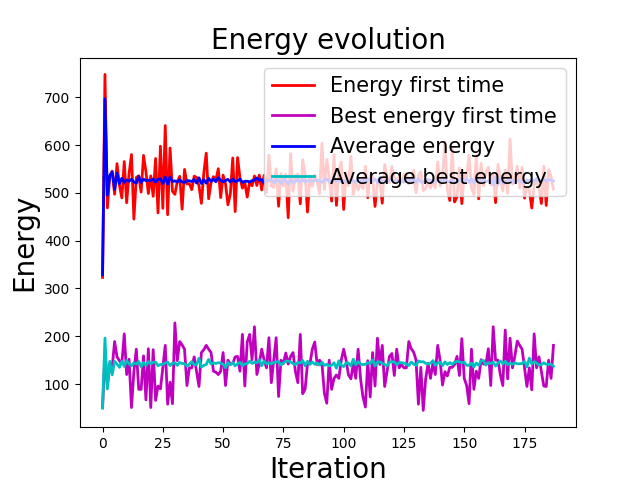 Energy evolution
Energy first time
Best energy first time
Average energy
Average best energy
Energy
700
600
500
400
300
200
100
0 25 50 75 100 125 150 175
Iteration